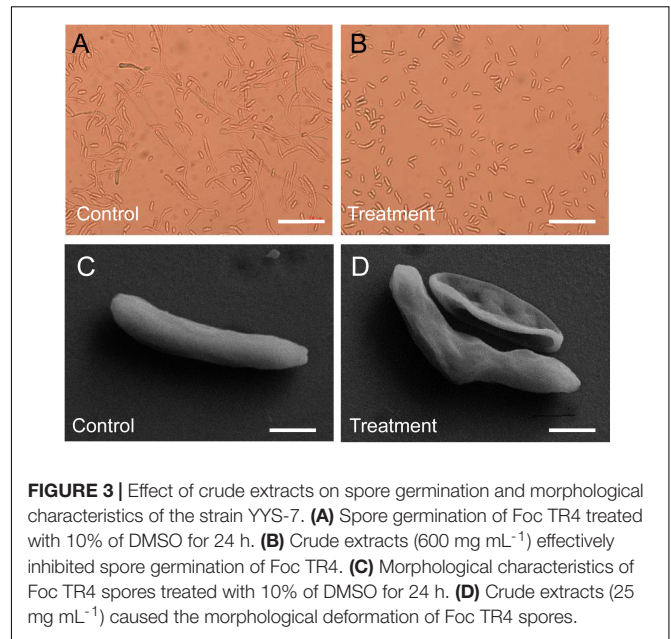 A
Control
B
Treatment
C
Control
D
Treatment
FIGURE 3 | Effect of crude extracts on spore germination and morphological
characteristics of the strain YYS-7. (A) Spore germination of Foc TR4 treated
with 10% of DMSO for 24 h. (B) Crude extracts (600 mg mL-1) effectively
inhibited spore germination of Foc TR4. (C) Morphological characteristics of
Foc TR4 spores treated with 10% of DMSO for 24 h. (D) Crude extracts (25
mg mL-1) caused the morphological deformation of Foc TR4 spores.